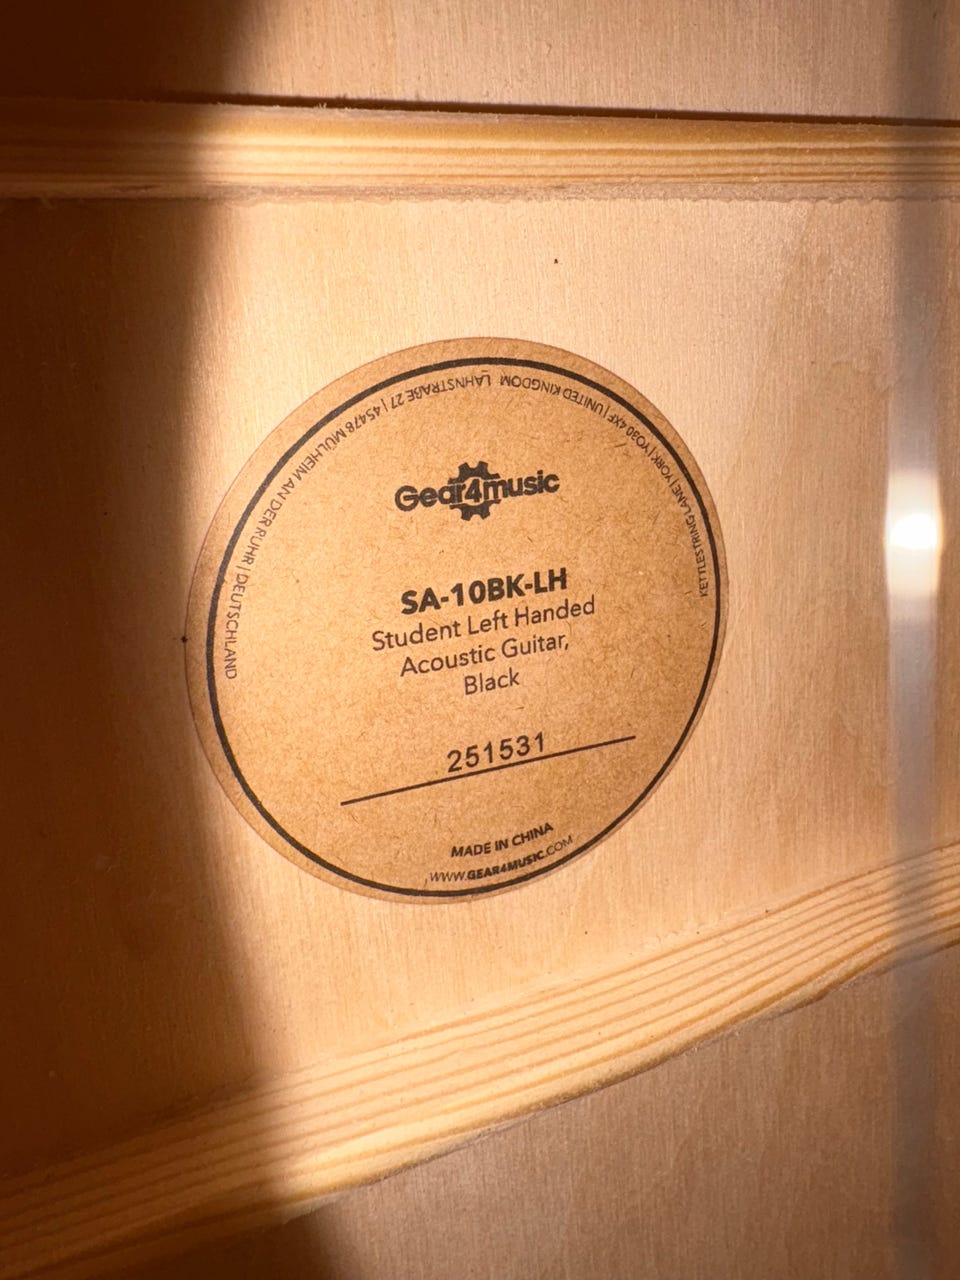 KETTLESTRING LANE | YORK | YO30 4XF | UNITED KINGDOM
LAHNSTRAßE 27 | 45478 MÜLHEIM AN DER RUHR | DEUTSCHLAND
Gear4music
SA-10BK-LH
Student Left Handed
Acoustic Guitar,
Black
251531
MADE IN CHINA
WWW.GEAR4MUSIC.COM